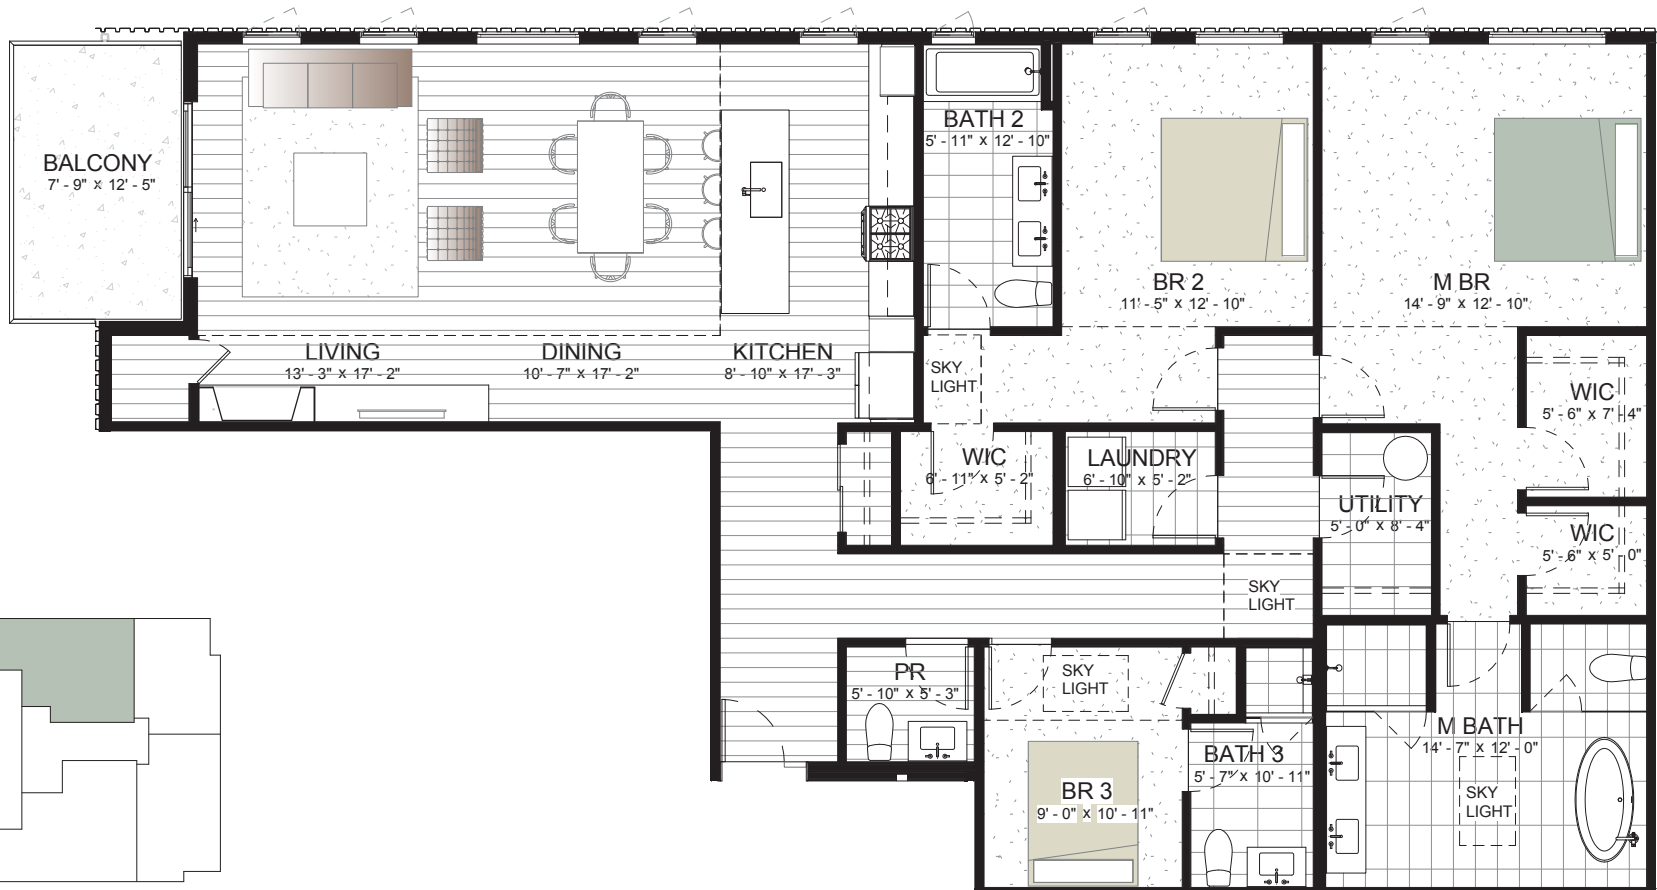 BALCONY
7' - 9" x 12' - 5"
LIVING
13' - 3" x 17' - 2"
DINING
10' - 7" x 17' - 2"
KITCHEN
8' - 10" x 17' - 3"
BATH 2
5' - 11" x 12' - 10"
BR 2
11' - 5" x 12' - 10"
M BR
14' - 9" x 12' - 10"
SKY
LIGHT
WIC
6' - 11" x 5' - 2"
LAUNDRY
6' - 10" x 5' - 2"
UTILITY
5' - 0" x 8' - 4"
WIC
5' - 6" x 7' - 4"
WIC
5' - 6" x 5' - 0"
SKY
LIGHT
PR
5' - 10" x 5' - 3"
SKY
LIGHT
BR 3
9' - 0" x 10' - 11"
BATH 3
5' - 7" x 10' - 11"
M BATH
14' - 7" x 12' - 0"
SKY
LIGHT